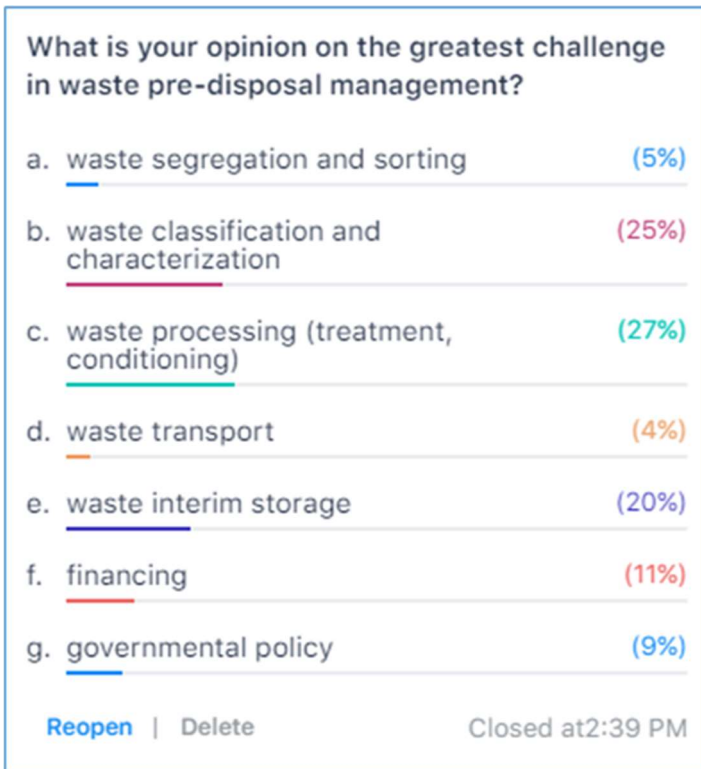 What is your opinion on the greatest challenge
in waste pre-disposal management?
a. waste segregation and sorting (5%)
b. waste classification and (25%)
characterization
c. waste processing (treatment, (27%)
conditioning)
d. waste transport (4%)
e. waste interim storage (20%)
f. financing (11%)
g. governmental policy (9%)
Reopen | Delete Closed at2:39 PM